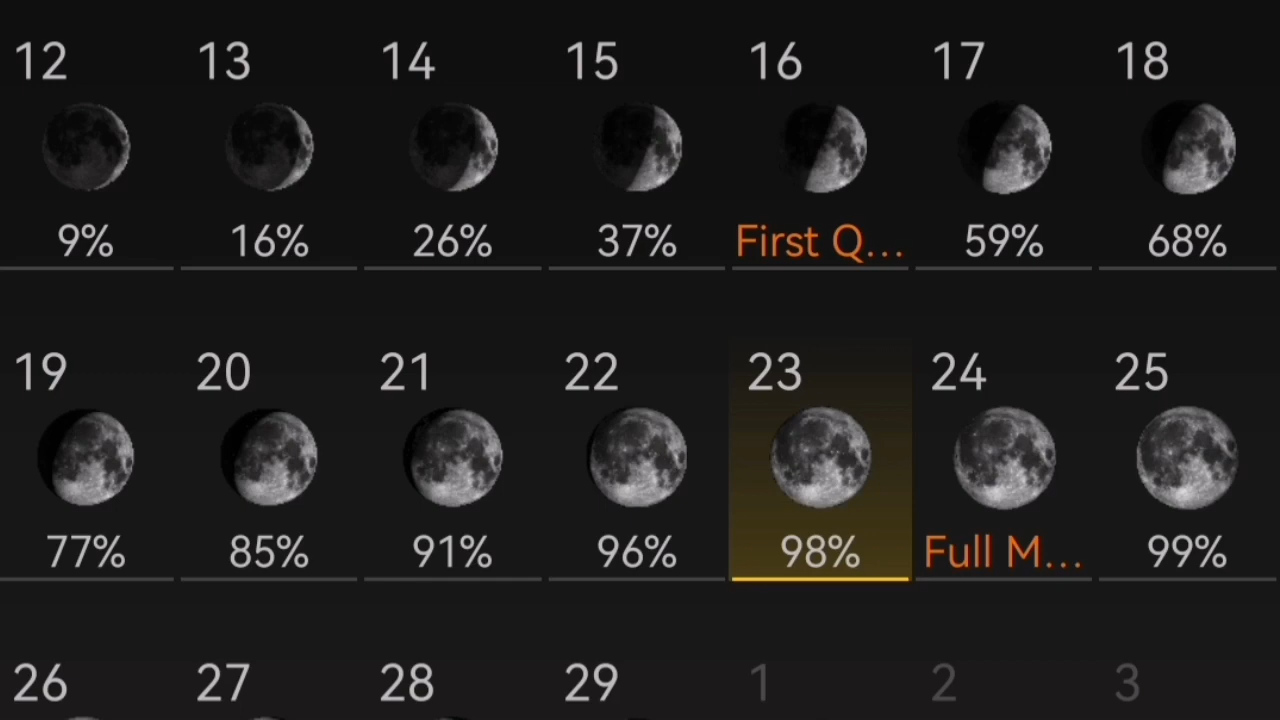 12 13 14 15 16 17 18
9% 16% 26% 37% First Q... 59% 68%
19 20 21 22 23 24 25
77% 85% 91% 96% 98% Full M... 99%
26 27 28 29 1 2 3